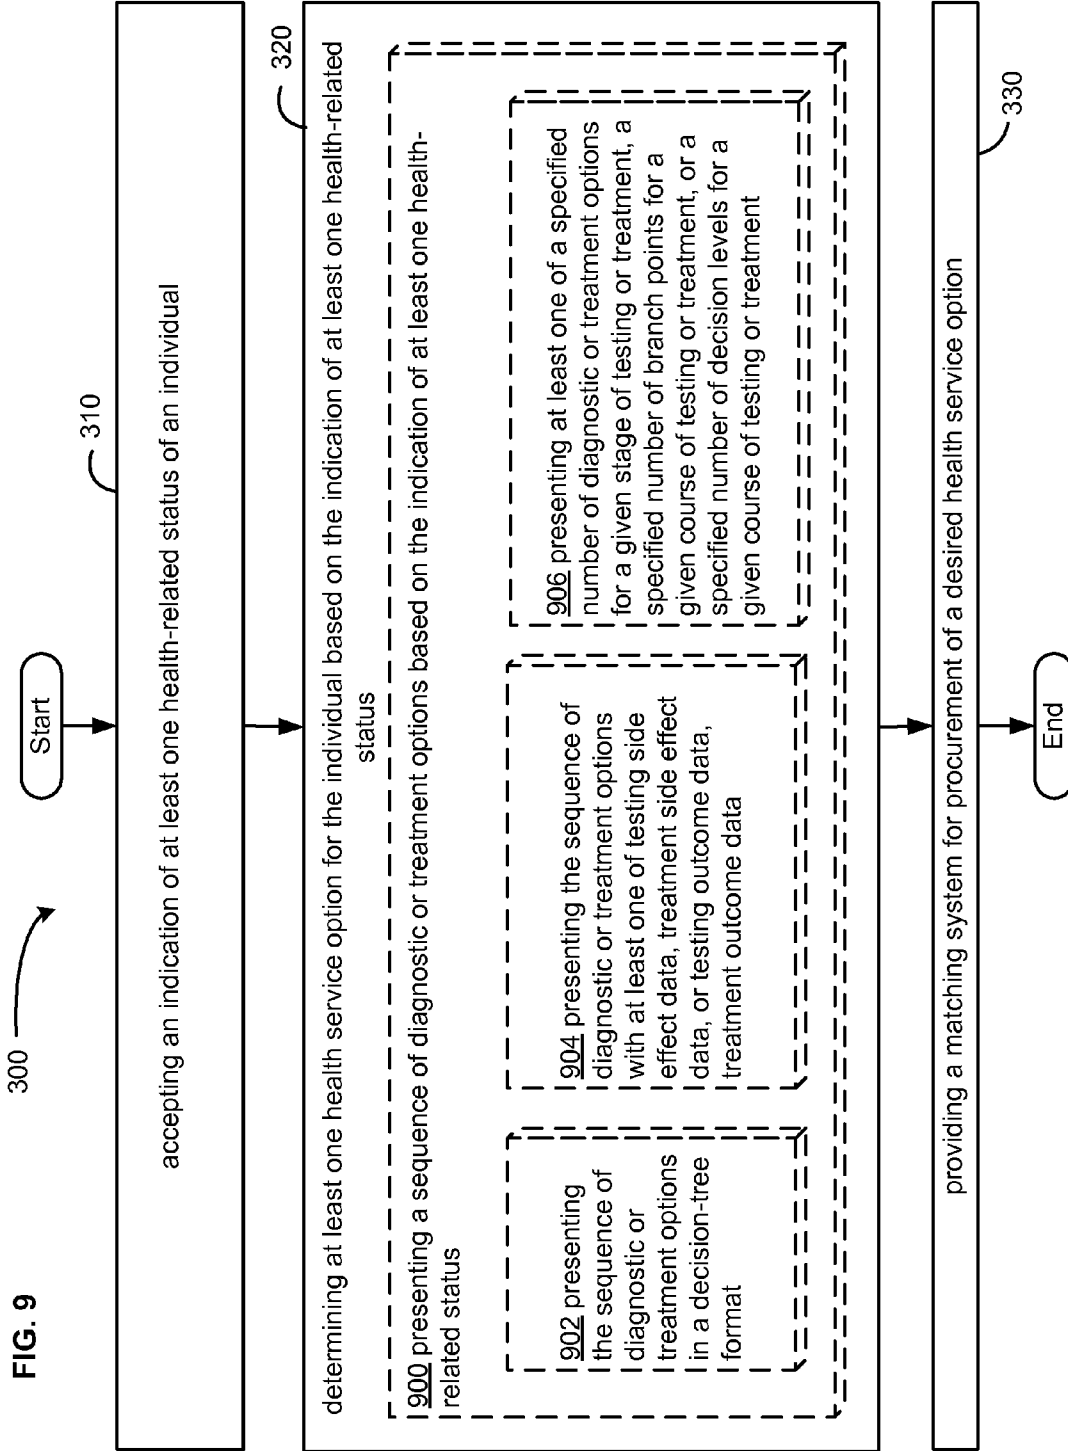 FIG. 9
300
Start
310
accepting an indication of at least one health-related status of an individual
320
determining at least one health service option for the individual based on the indication of at least one health-related
status
900 presenting a sequence of diagnostic or treatment options based on the indication of at least one health-
related status
902 presenting
the sequence of
diagnostic or
treatment options
in a decision-tree
format
904 presenting the sequence of
diagnostic or treatment options
with at least one of testing side
effect data, treatment side effect
data, or testing outcome data,
treatment outcome data
906 presenting at least one of a specified
number of diagnostic or treatment options
for a given stage of testing or treatment, a
specified number of branch points for a
given course of testing or treatment, or a
specified number of decision levels for a
given course of testing or treatment
330
providing a matching system for procurement of a desired health service option
End